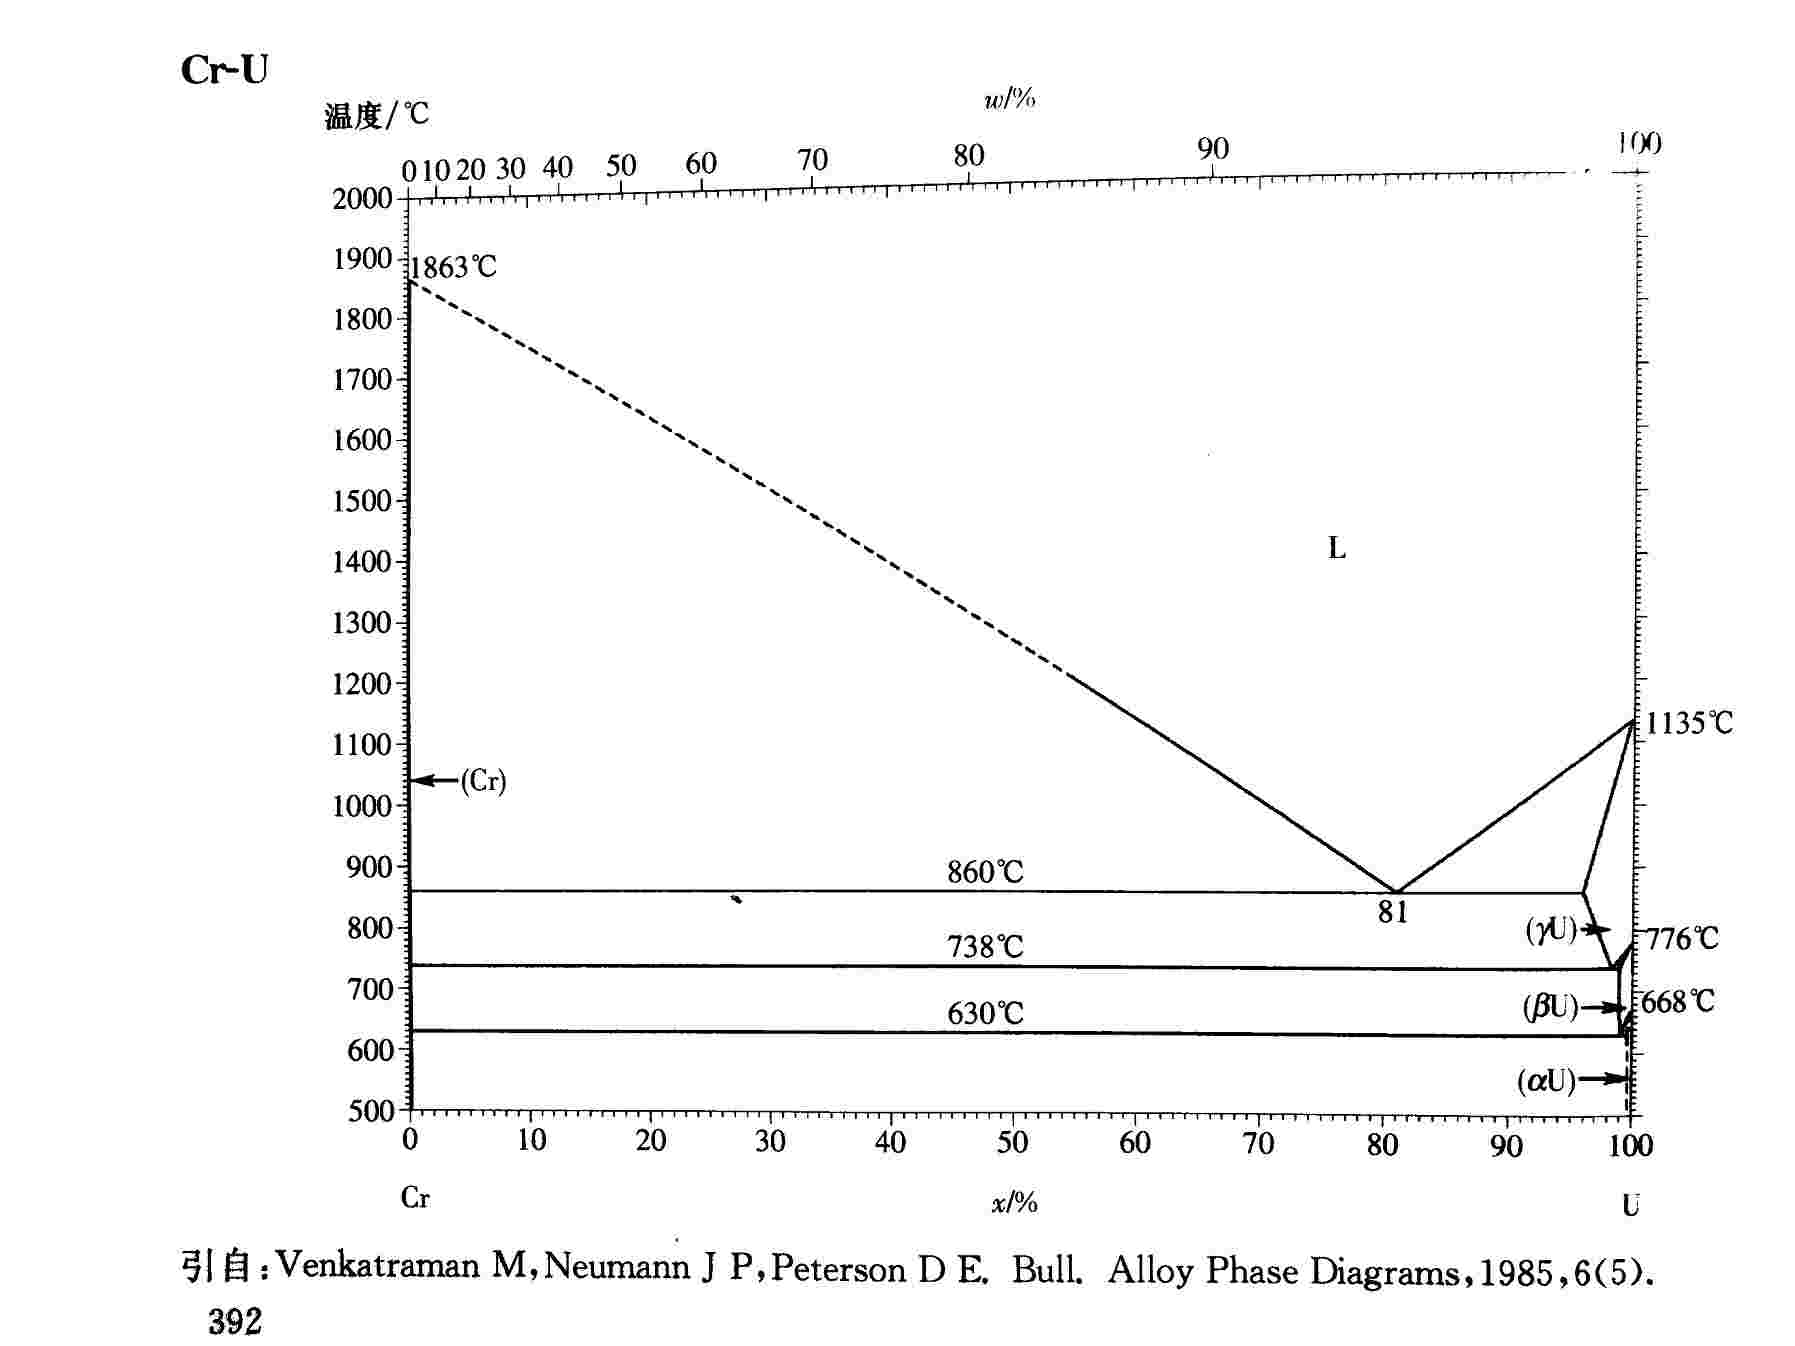 Cr-U
温度/℃
w/%
0 10 20 30 40 50 60 70 80 90 100
2000
1900
1863℃
1800
1700
1600
1500
L
1400
1300
1200
1135℃
1100
(Cr)
1000
900
860℃
81
800
(γU)
776℃
738℃
700
(βU)
668℃
630℃
600
(αU)
500
0 10 20 30 40 50 60 70 80 90 100
Cr x/% U
引自:Venkatraman M,Neumann J P,Peterson D E. Bull. Alloy Phase Diagrams,1985,6(5).
392